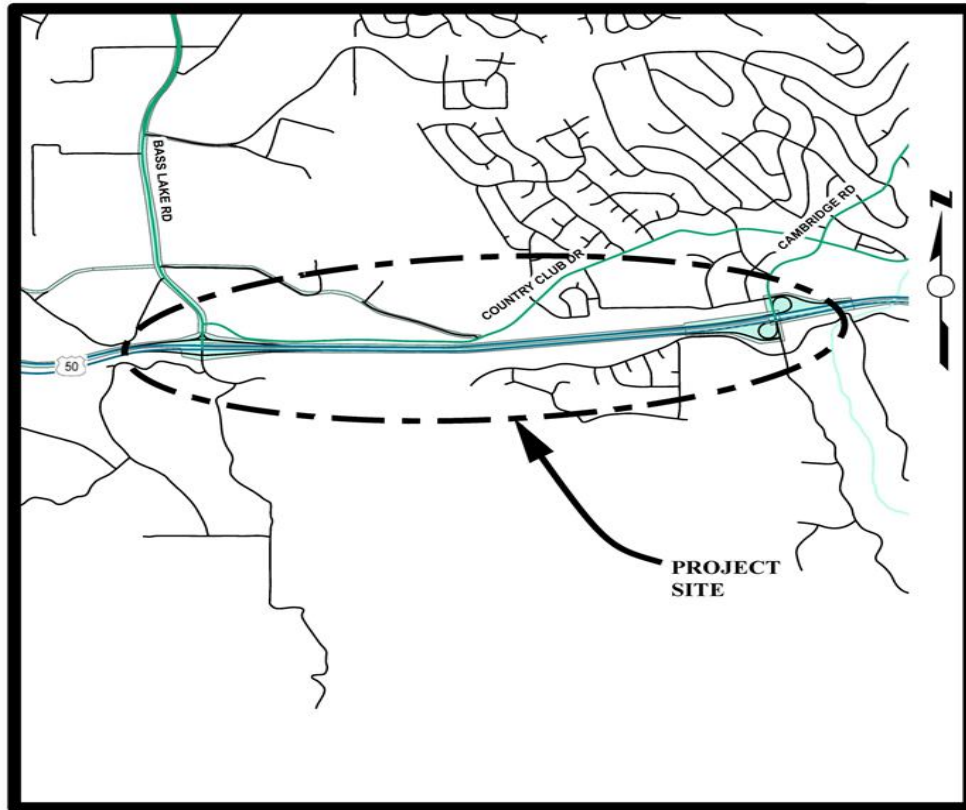 BASS LAKE RD
COUNTRY CLUB DR
CAMBRIDGE RD
50
PROJECT
SITE
N